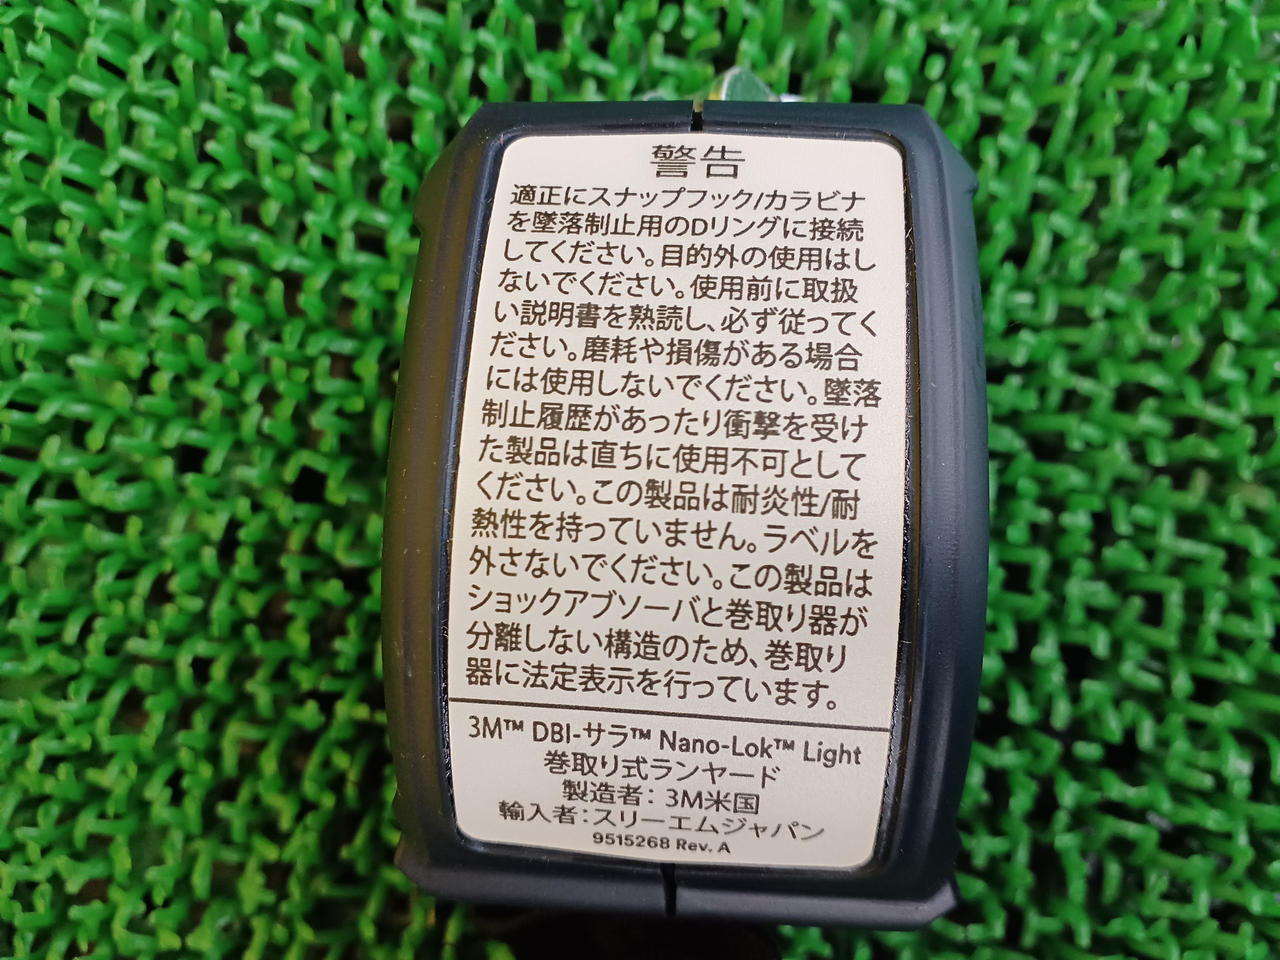 警告
適正にスナップフック/カラビナ
を墜落制止用のDリングに接続
してください。目的外の使用はし
ないでください。使用前に取扱
い説明書を熟読し、必ず従ってく
ださい。磨耗や損傷がある場合
には使用しないでください。墜落
制止履歴があったり衝撃を受け
た製品は直ちに使用不可として
ください。この製品は耐炎性/耐
熱性を持っていません。ラベルを
外さないでください。この製品は
ショックアブソーバと巻取り器が
分離しない構造のため、巻取り
器に法定表示を行っています。
3M™ DBI-サラ™ Nano-Lok™ Light
巻取り式ランヤード
製造者：3M米国
輸入者：スリーエムジャパン
9515268 Rev. A